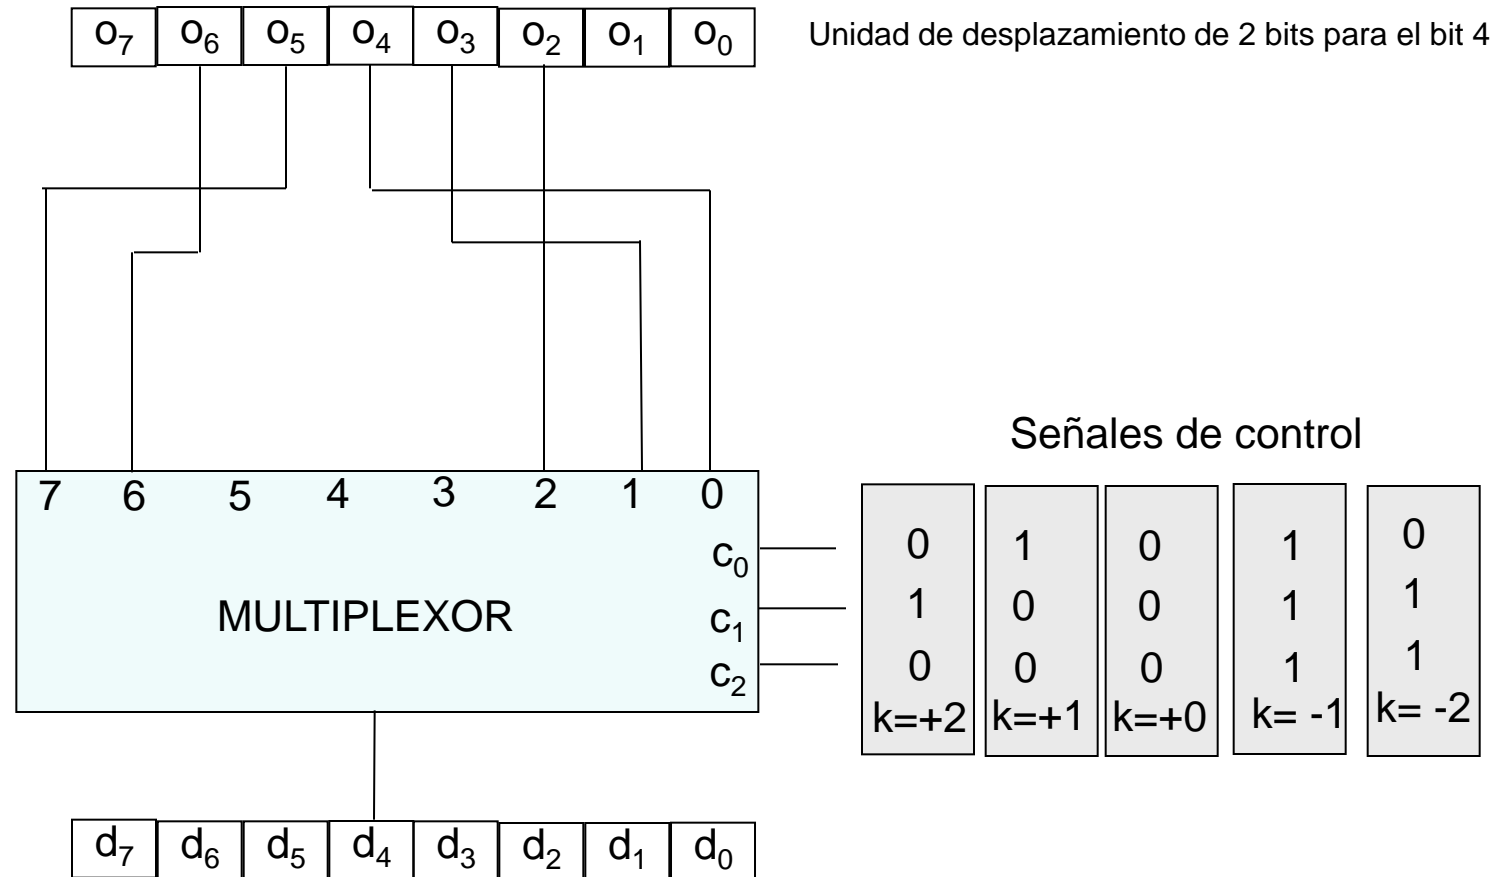 o7 o6 o5 o4 o3 o2 o1 o0
Unidad de desplazamiento de 2 bits para el bit 4
Señales de control
7 6 5 4 3 2 1 0
c0
MULTIPLEXOR
c1
c2
0 1 0 1 0
1 0 0 1 1
0 0 0 1 1
k=+2 k=+1 k=+0 k= -1 k= -2
d7 d6 d5 d4 d3 d2 d1 d0